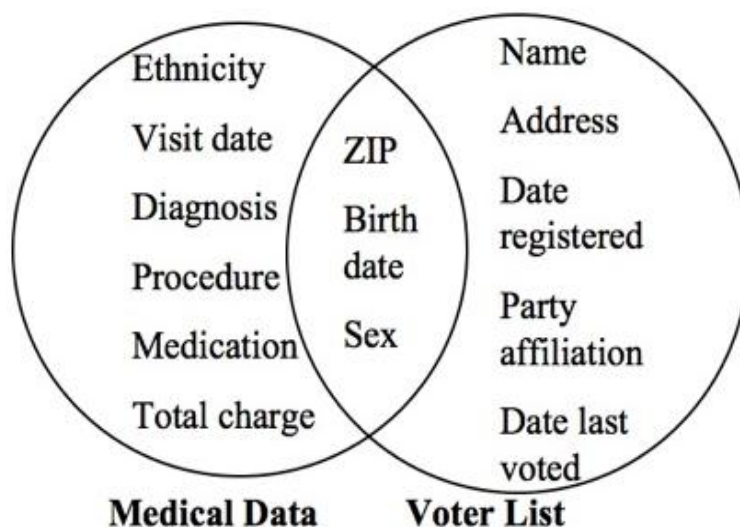 Ethnicity
Visit date
Diagnosis
Procedure
Medication
Total charge
ZIP
Birth
date
Sex
Name
Address
Date
registered
Party
affiliation
Date last
voted
Medical Data
Voter List